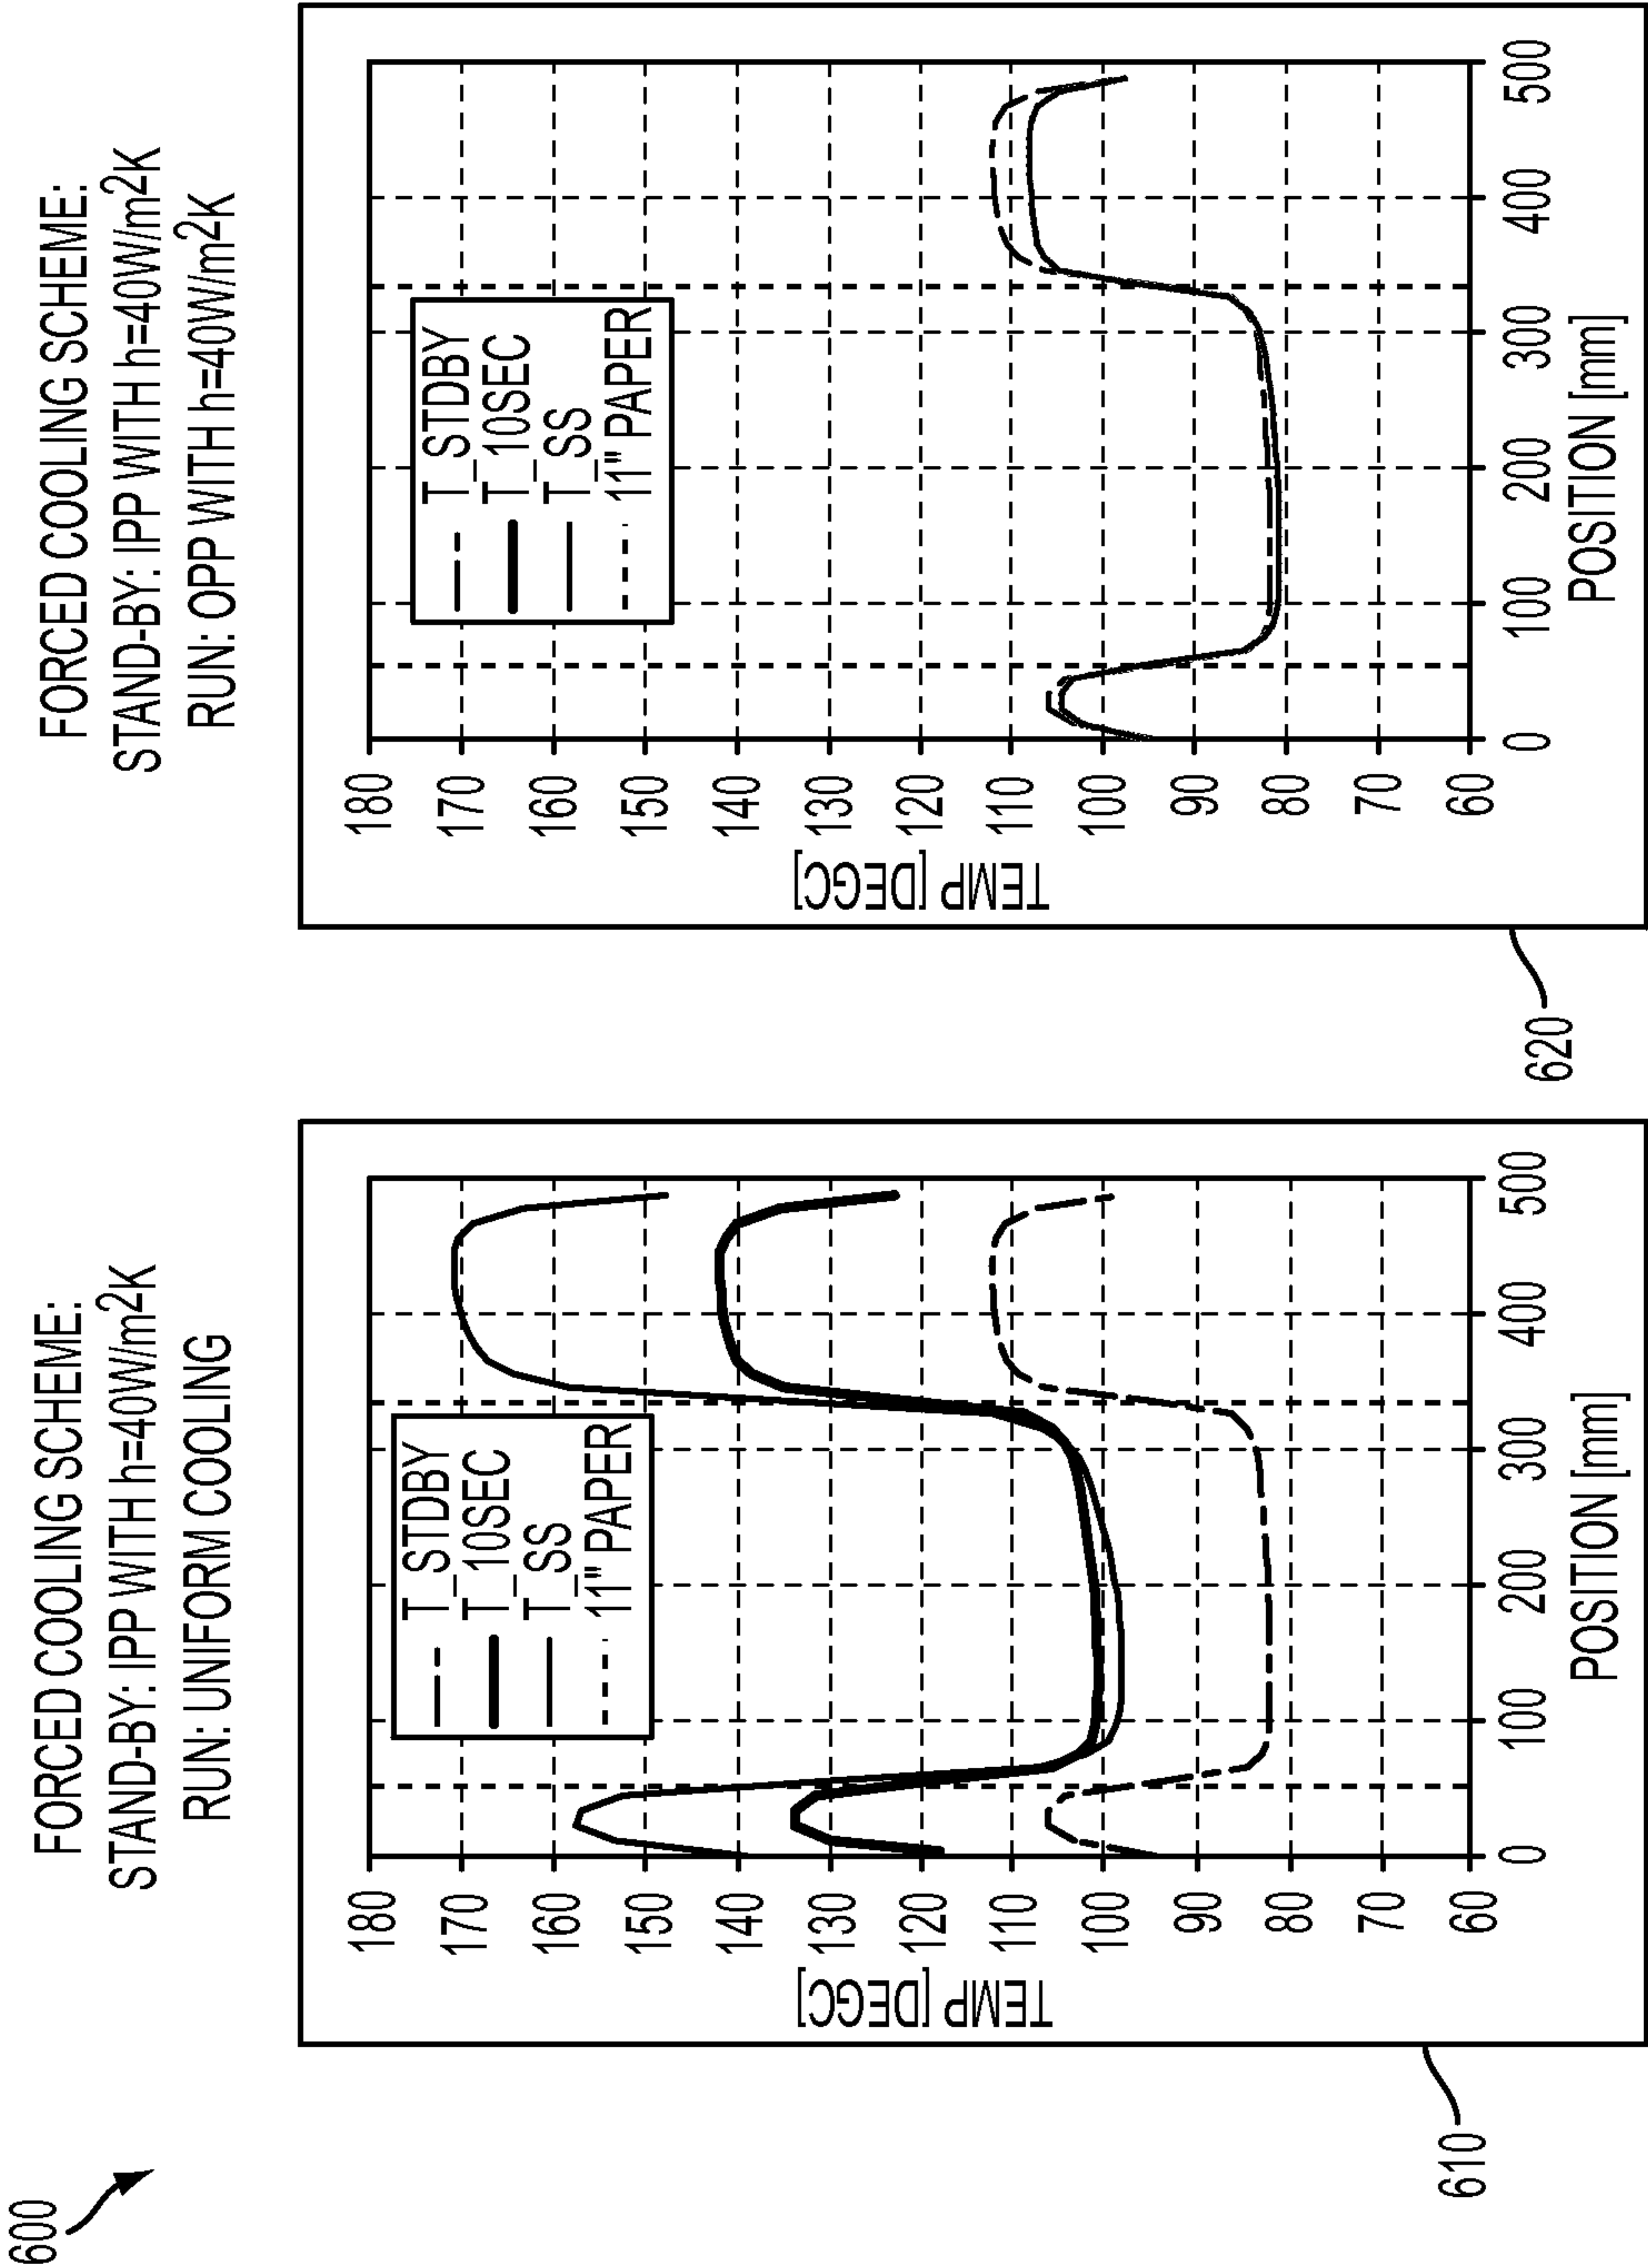 600
FORCED COOLING SCHEME:
STAND-BY: IPP WITH h=40W/m²K
RUN: UNIFORM COOLING
T_STDBY
T_10SEC
T_SS
11" PAPER
TEMP [DEGC]
180
170
160
150
140
130
120
110
100
90
80
70
60
0 100 200 300 400 500
POSITION [mm]
610
FORCED COOLING SCHEME:
STAND-BY: IPP WITH h=40W/m²K
RUN: OPP WITH h=40W/m²K
T_STDBY
T_10SEC
T_SS
11" PAPER
TEMP [DEGC]
180
170
160
150
140
130
120
110
100
90
80
70
60
0 100 200 300 400 500
POSITION [mm]
620